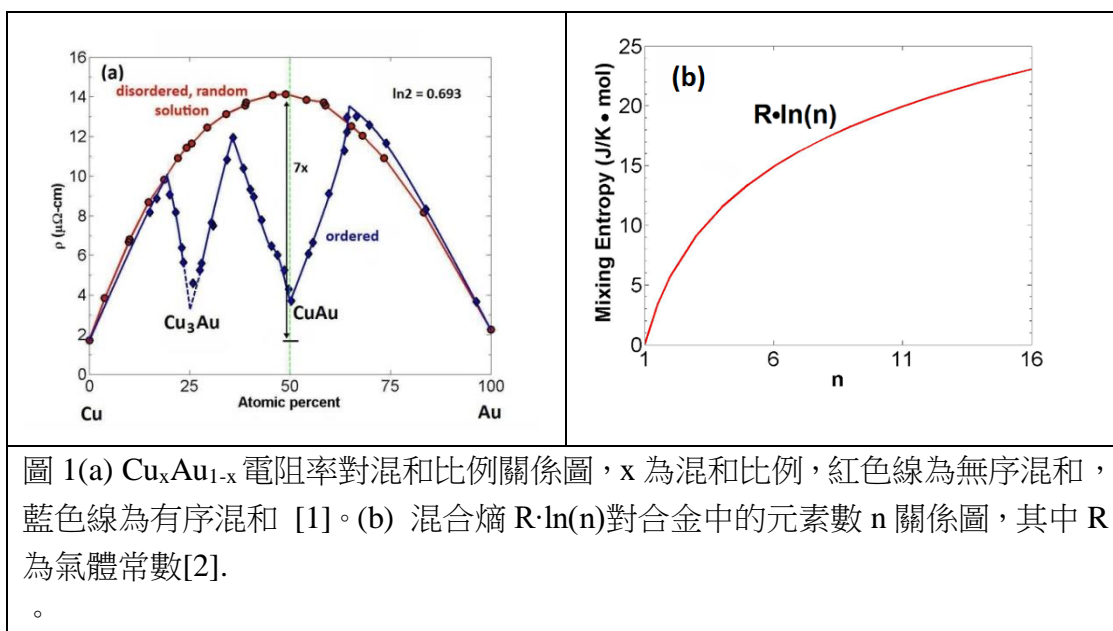 (a)
disordered, random
solution
ln2 = 0.693
7x
ordered
Cu₃Au
CuAu
ρ (μΩ-cm)
16
14
12
10
8
6
4
2
0
0
25
50
75
100
Atomic percent
Cu
Au
(b)
R•ln(n)
Mixing Entropy (J/K • mol)
25
20
15
10
5
0
1
6
11
16
n
圖 1(a) CuₓAu₁₋ₓ 電阻率對混和比例關係圖，x 為混和比例，紅色線為無序混和，
藍色線為有序混和 [1]。(b) 混合熵 R·ln(n)對合金中的元素數 n 關係圖，其中 R
為氣體常數[2].
。